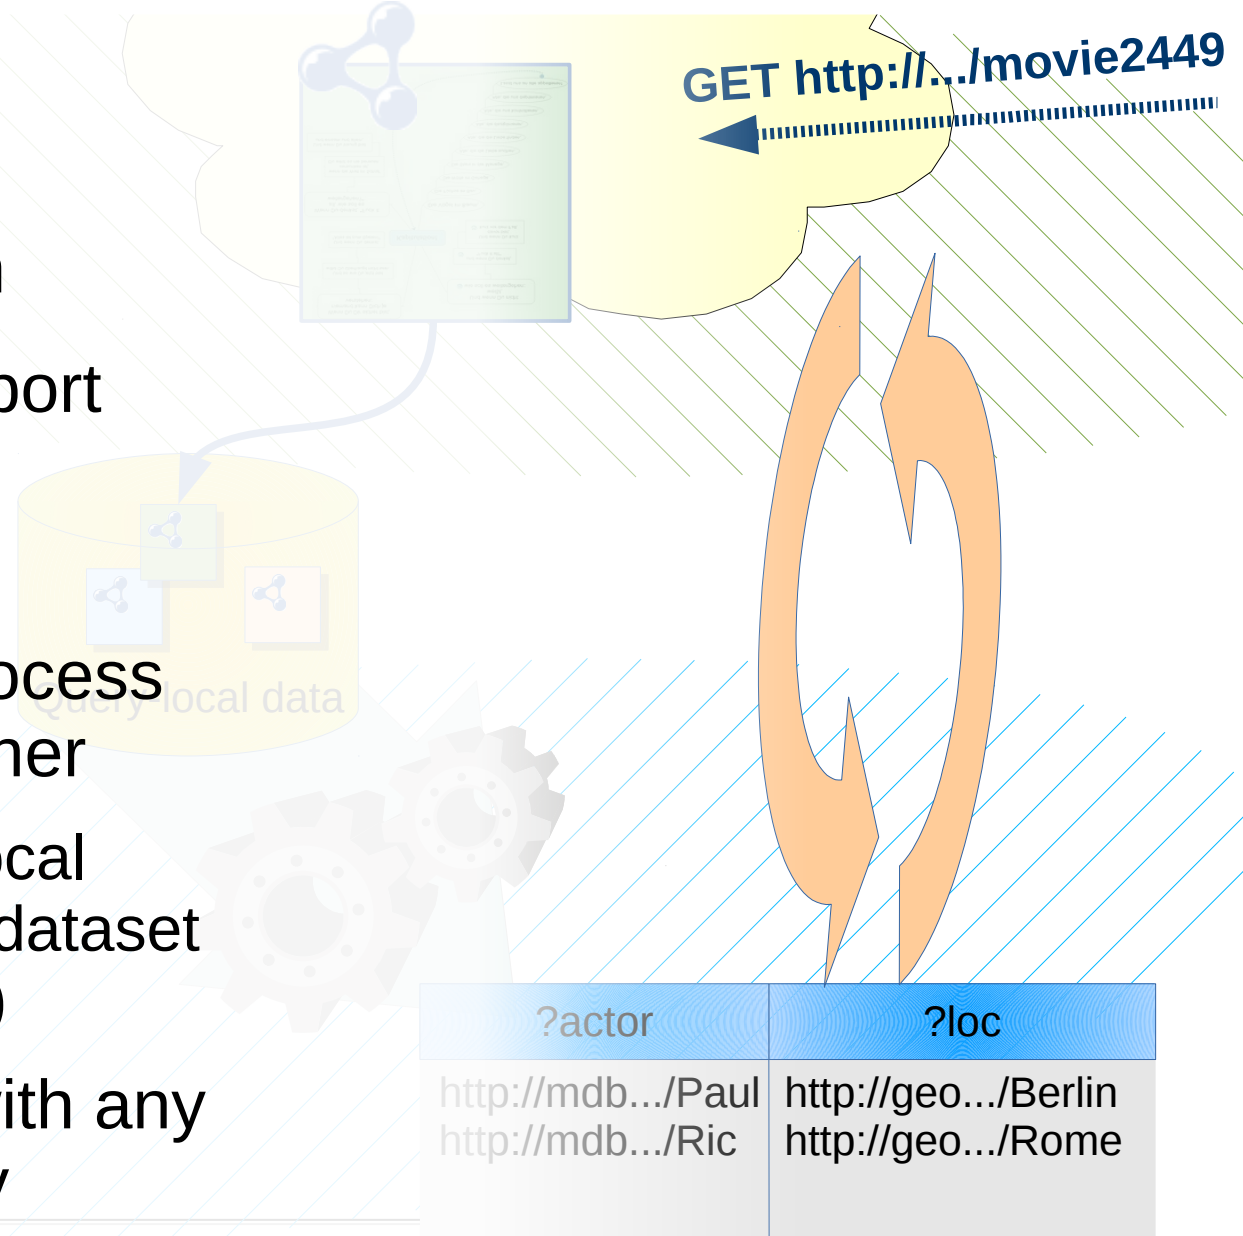 GET http://.../movie2449
port
ocess
Query-local data
ner
ocal
dataset
)
with any
y
?actor ?loc
http://mdb.../Paul http://geo.../Berlin
http://mdb.../Ric http://geo.../Rome